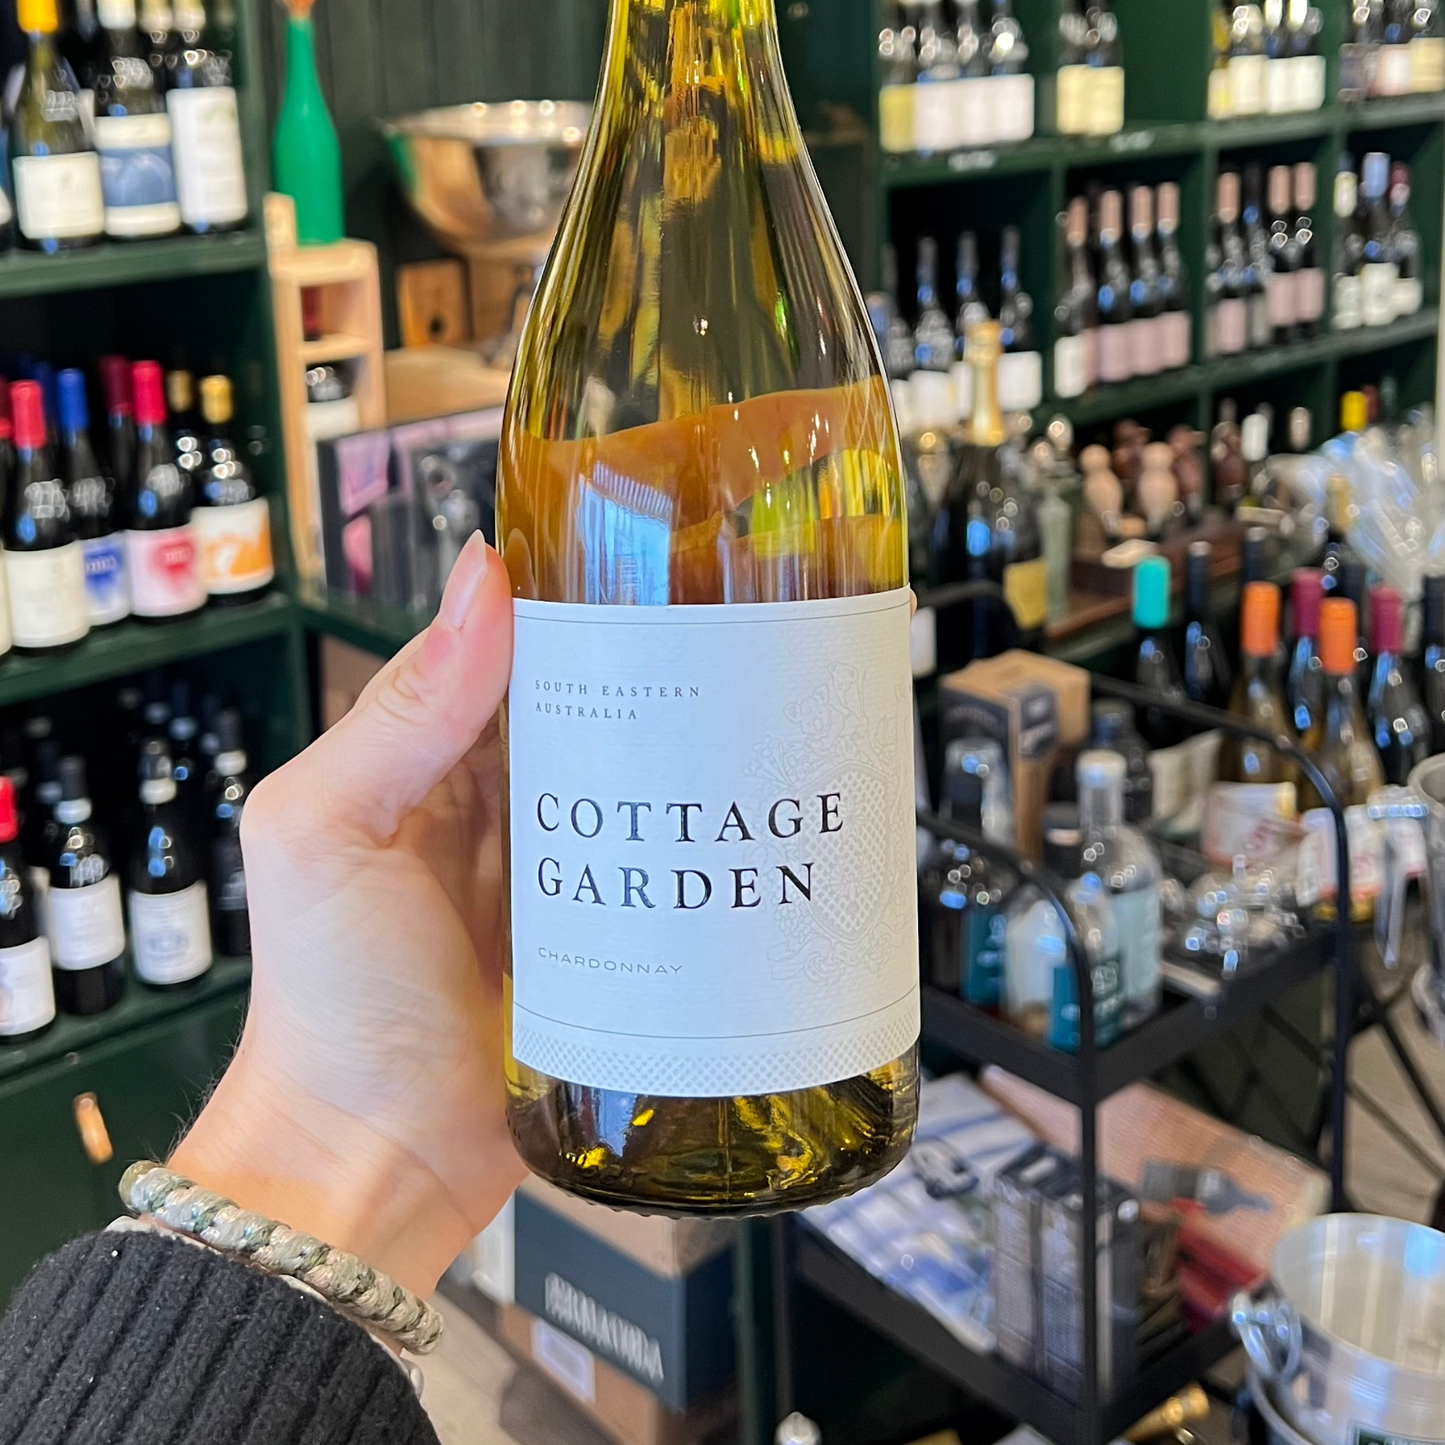 SOUTH EASTERN
AUSTRALIA
COTTAGE
GARDEN
CHARDONNAY